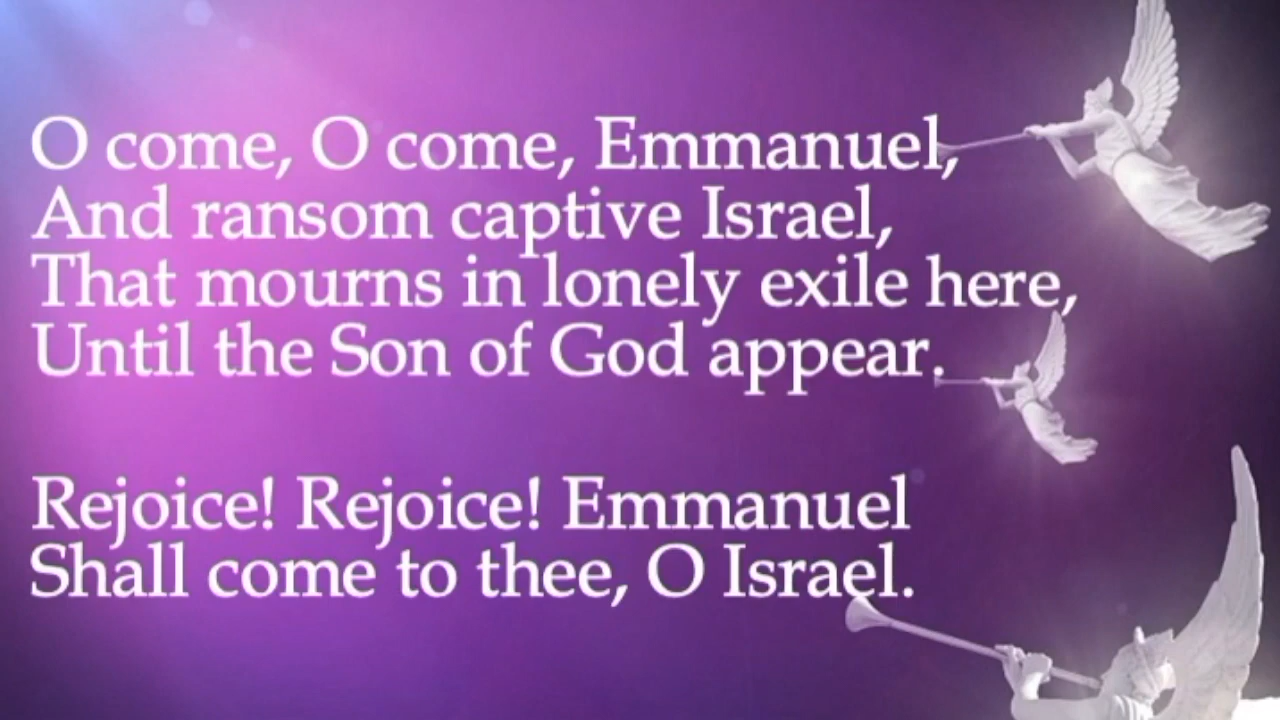 O come, O come, Emmanuel,
And ransom captive Israel,
That mourns in lonely exile here,
Until the Son of God appear.
Rejoice! Rejoice! Emmanuel
Shall come to thee, O Israel.